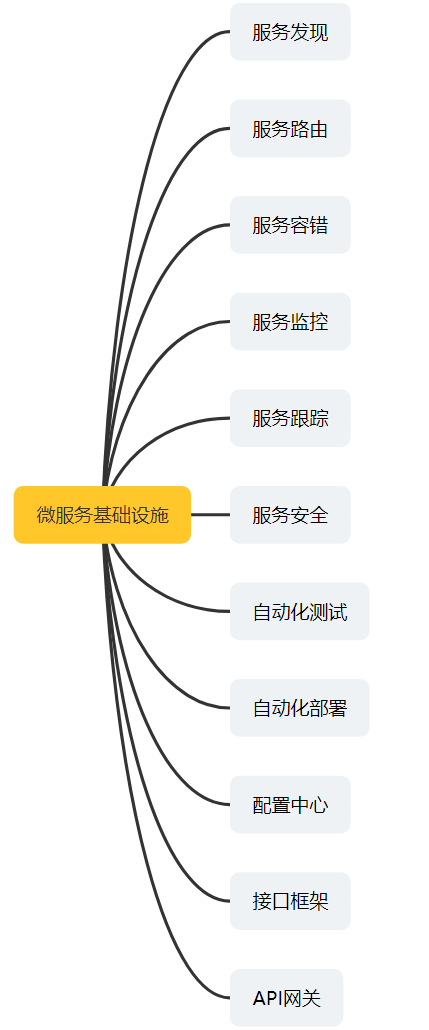 服务发现
服务路由
服务容错
服务监控
服务跟踪
微服务基础设施
服务安全
自动化测试
自动化部署
配置中心
接口框架
API网关